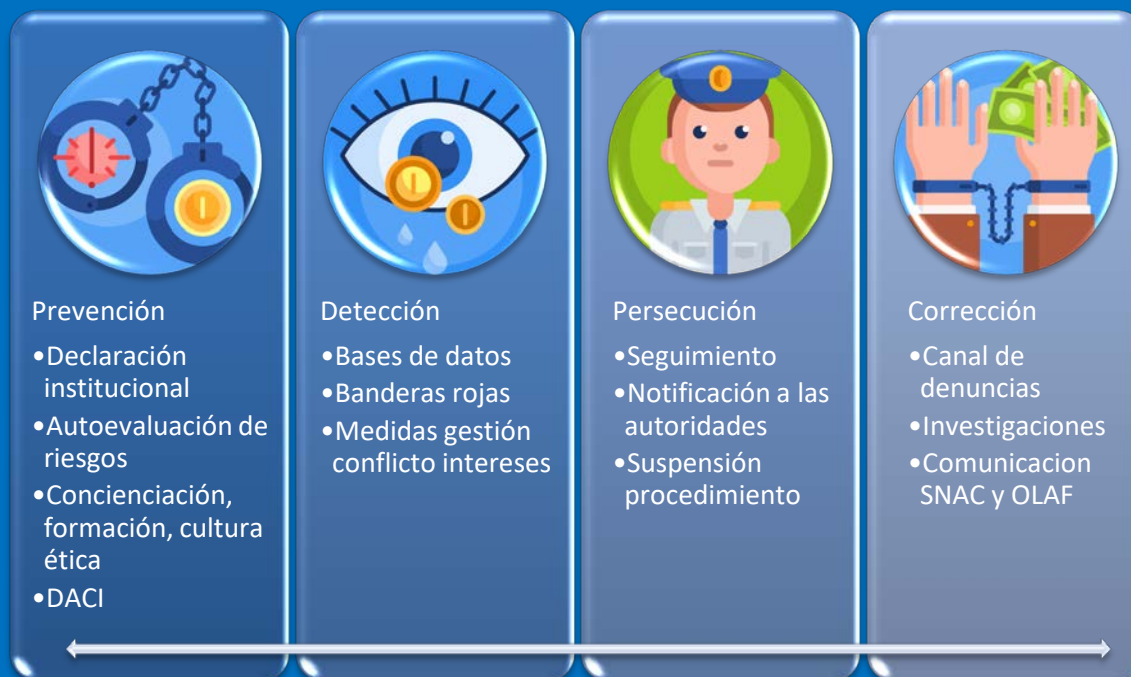 Prevención
•Declaración
institucional
•Autoevaluación de
riesgos
•Concienciación,
formación, cultura
ética
•DACI
Detección
•Bases de datos
•Banderas rojas
•Medidas gestión
conflicto intereses
Persecución
•Seguimiento
•Notificación a las
autoridades
•Suspensión
procedimiento
Corrección
•Canal de
denuncias
•Investigaciones
•Comunicacion
SNAC y OLAF